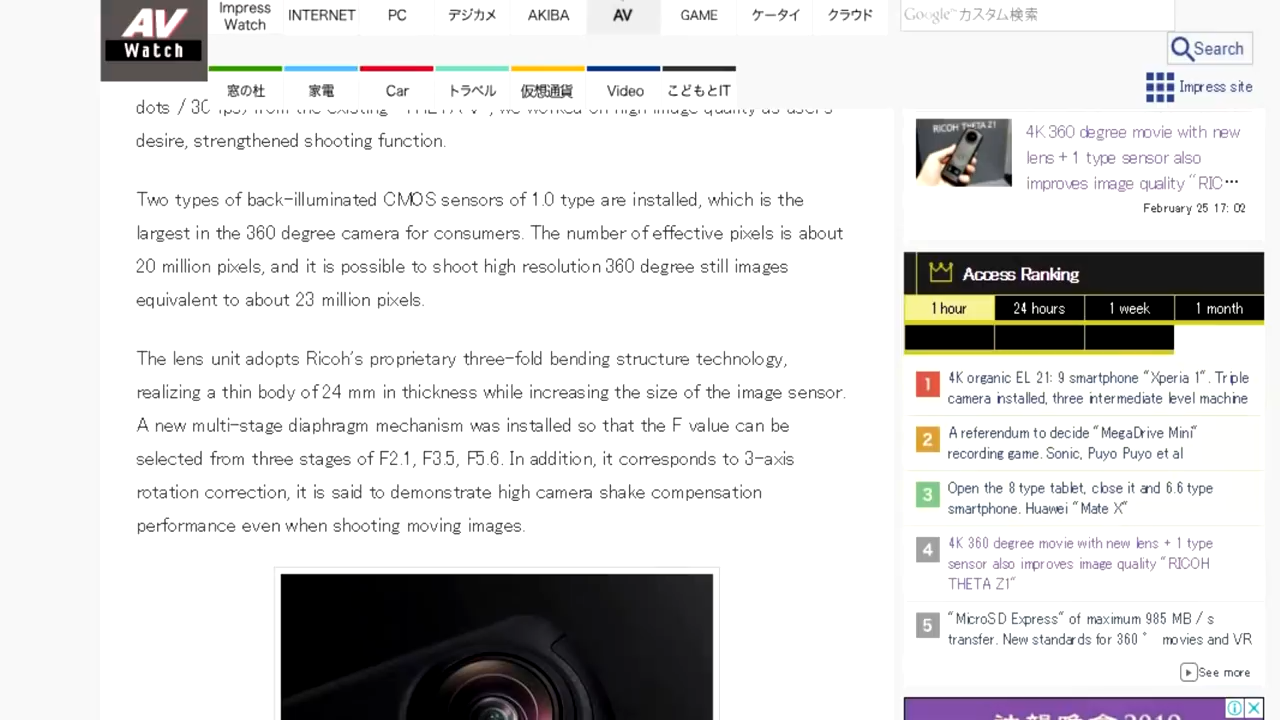 AV
Watch
Impress
Watch
INTERNET
PC
デジカメ
AKIBA
AV
GAME
ケータイ
クラウド
Google™カスタム検索
Search
窓の杜
家電
Car
トラベル
仮想通貨
Video
こどもとIT
Impress site
desire, strengthened shooting function.
Two types of back-illuminated CMOS sensors of 1.0 type are installed, which is the
largest in the 360 degree camera for consumers. The number of effective pixels is about
20 million pixels, and it is possible to shoot high resolution 360 degree still images
equivalent to about 23 million pixels.
The lens unit adopts Ricoh's proprietary three-fold bending structure technology,
realizing a thin body of 24 mm in thickness while increasing the size of the image sensor.
A new multi-stage diaphragm mechanism was installed so that the F value can be
selected from three stages of F2.1, F3.5, F5.6. In addition, it corresponds to 3-axis
rotation correction, it is said to demonstrate high camera shake compensation
performance even when shooting moving images.
RICOH THETA Z1
4K 360 degree movie with new
lens + 1 type sensor also
improves image quality "RIC…
February 25 17: 02
Access Ranking
1 hour
24 hours
1 week
1 month
1
4K organic EL 21: 9 smartphone "Xperia 1". Triple
camera installed, three intermediate level machine
2
A referendum to decide "MegaDrive Mini"
recording game. Sonic, Puyo Puyo et al
3
Open the 8 type tablet, close it and 6.6 type
smartphone. Huawei "Mate X"
4
4K 360 degree movie with new lens + 1 type
sensor also improves image quality "RICOH
THETA Z1"
5
"MicroSD Express" of maximum 985 MB / s
transfer. New standards for 360 ° movies and VR
See more